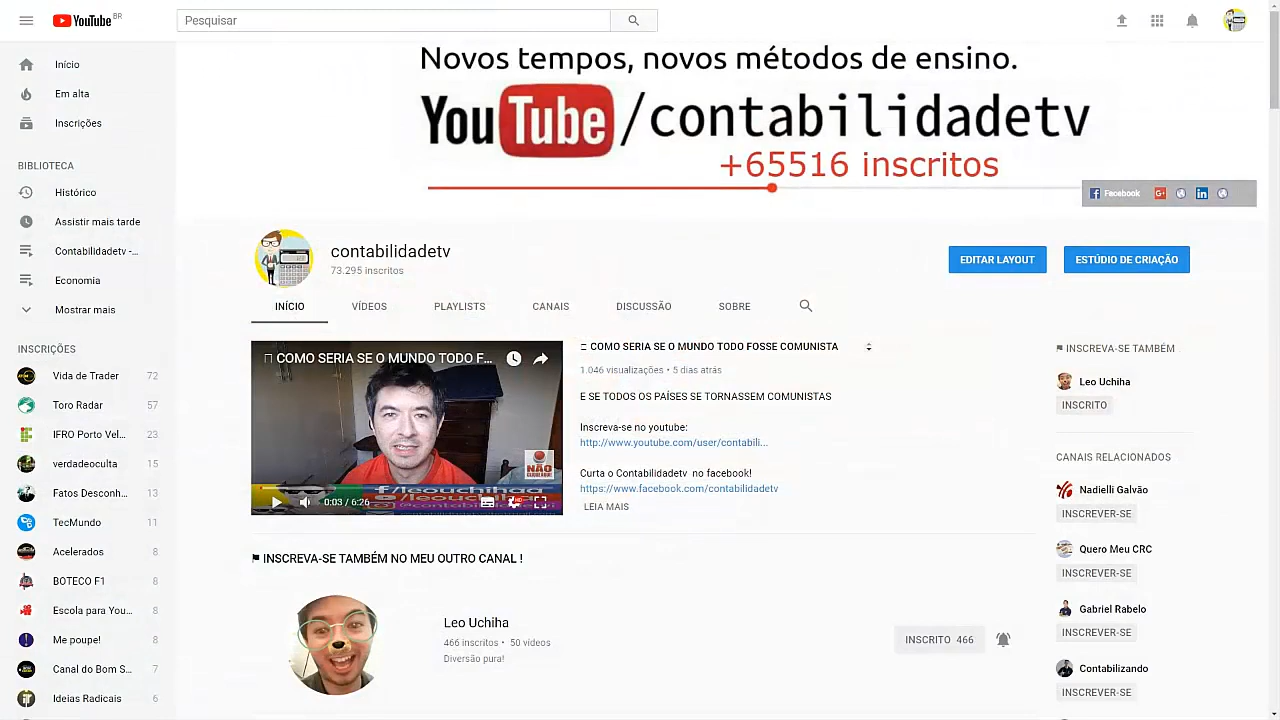 YouTube BR
Pesquisar
Início
Em alta
Inscrições
BIBLIOTECA
Histórico
Assistir mais tarde
Contabilidadetv -...
Economia
Mostrar mais
INSCRIÇÕES
Vida de Trader 72
Toro Radar 57
IFRO Porto Vel... 23
verdadeoculta 15
Fatos Desconh... 13
TecMundo 11
Acelerados 8
BOTECO F1 8
Escola para You... 8
Me poupe! 8
Canal do Bom S... 7
Ideias Radicais 6
Novos tempos, novos métodos de ensino.
YouTube/contabilidadetv
+65516 inscritos
Facebook
contabilidadetv
73.295 inscritos
EDITAR LAYOUT
ESTÚDIO DE CRIAÇÃO
INÍCIO VÍDEOS PLAYLISTS CANAIS DISCUSSÃO SOBRE
COMO SERIA SE O MUNDO TODO F...
NÃO
0:03 / 6:26
COMO SERIA SE O MUNDO TODO FOSSE COMUNISTA
1.046 visualizações • 5 dias atrás
E SE TODOS OS PAÍSES SE TORNASSEM COMUNISTAS
Inscreva-se no youtube:
http://www.youtube.com/user/contabili...
Curta o Contabilidadetv no facebook!
https://www.facebook.com/contabilidadetv
LEIA MAIS
INSCREVA-SE TAMBÉM NO MEU OUTRO CANAL !
Leo Uchiha
466 inscritos • 50 vídeos
Diversão pura!
INSCRITO 466
INSCREVA-SE TAMBÉM
Leo Uchiha
INSCRITO
CANAIS RELACIONADOS
Nadielli Galvão
INSCREVER-SE
Quero Meu CRC
INSCREVER-SE
Gabriel Rabelo
INSCREVER-SE
Contabilizando
INSCREVER-SE